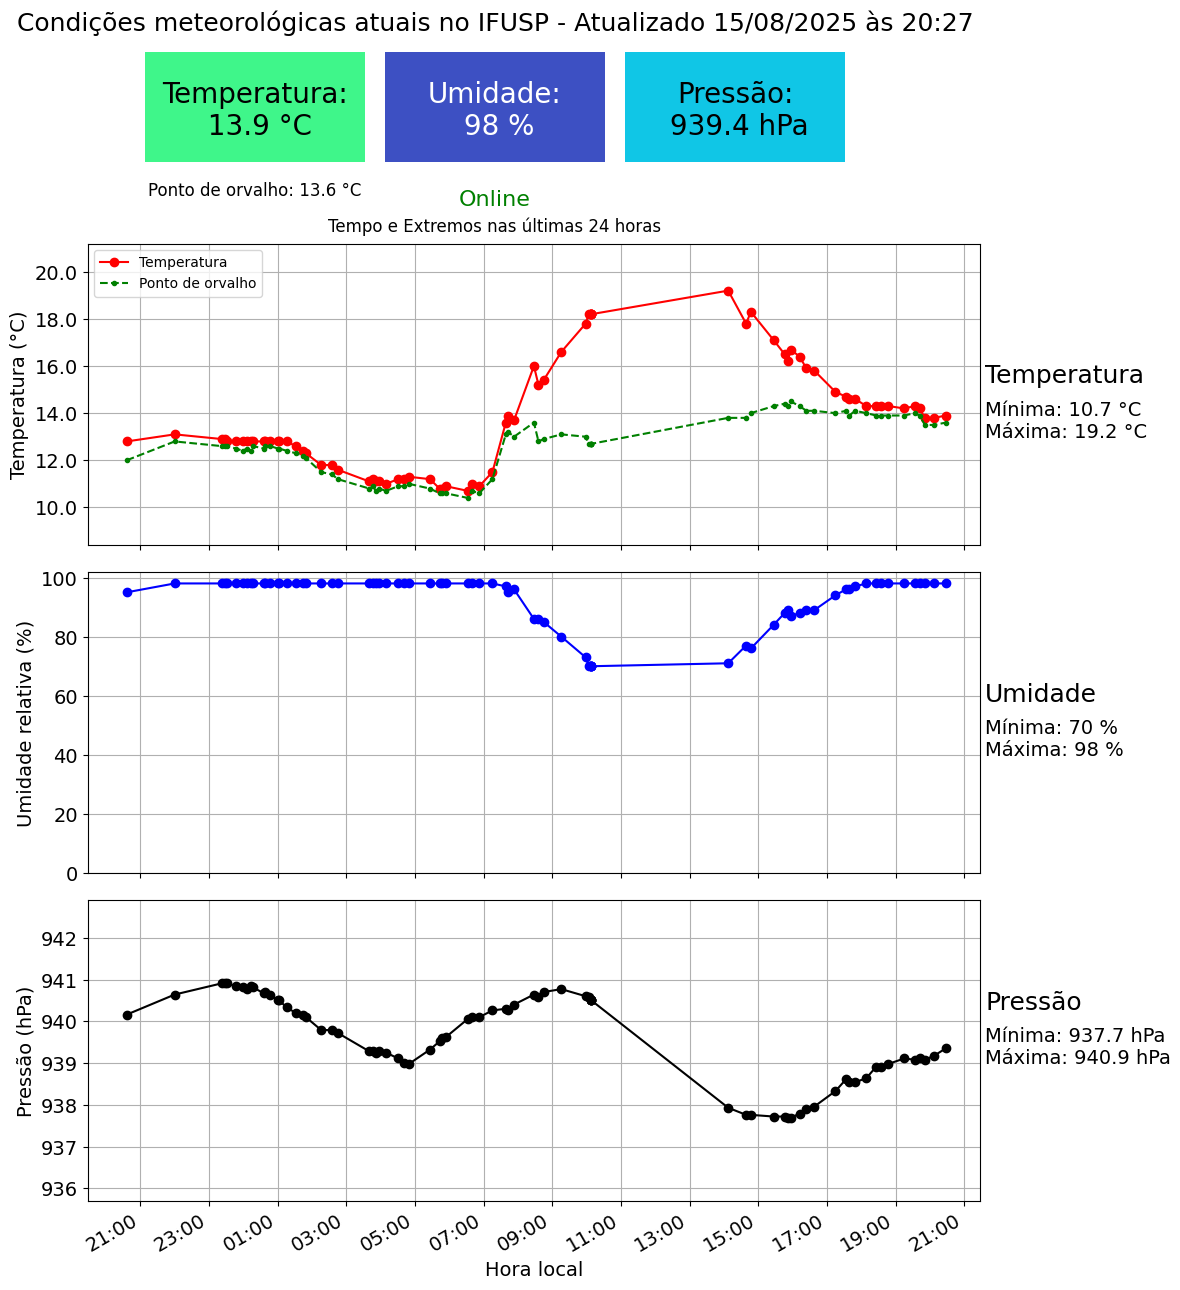 Condições meteorológicas atuais no IFUSP - Atualizado 15/08/2025 às 20:27
Temperatura:
13.9 °C
Umidade:
98 %
Pressão:
939.4 hPa
Ponto de orvalho: 13.6 °C
Online
Tempo e Extremos nas últimas 24 horas
Temperatura
Ponto de orvalho
Temperatura (°C)
20.0
18.0
16.0
14.0
12.0
10.0
Temperatura
Mínima: 10.7 °C
Máxima: 19.2 °C
Umidade relativa (%)
100
80
60
40
20
0
Umidade
Mínima: 70 %
Máxima: 98 %
Pressão (hPa)
942
941
940
939
938
937
936
Pressão
Mínima: 937.7 hPa
Máxima: 940.9 hPa
21:00 23:00 01:00 03:00 05:00 07:00 09:00 11:00 13:00 15:00 17:00 19:00 21:00
Hora local